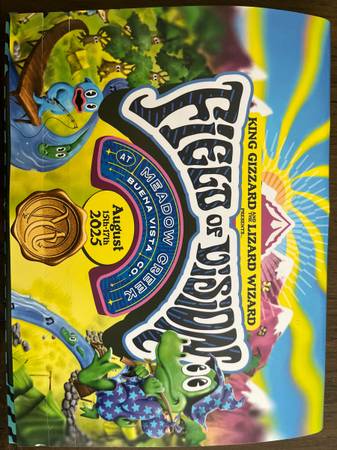 KING GIZZARD AND THE LIZARD WIZARD
PRESENTS
FIELD OF VISION
AT
MEADOW CREEK
BUENA VISTA CO
August
15th-17th
2025